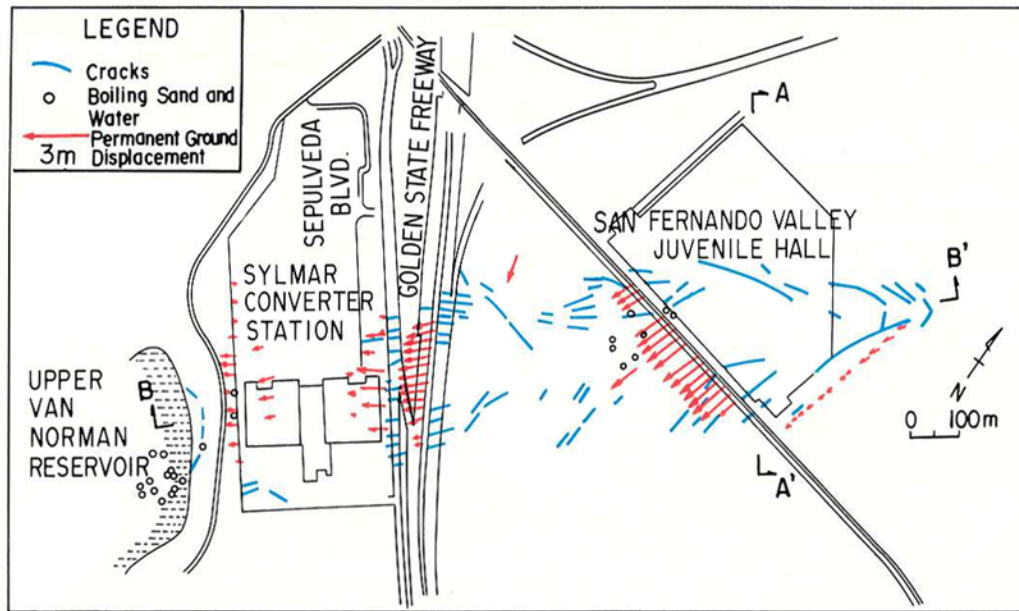 LEGEND
Cracks
Boiling Sand and
Water
Permanent Ground
3m Displacement
SEPULVEDA
BLVD.
GOLDEN STATE FREEWAY
A
SAN FERNANDO VALLEY
JUVENILE HALL
B'
SYLMAR
CONVERTER
STATION
UPPER
VAN
NORMAN
RESERVOIR
B
N
0 100m
A'